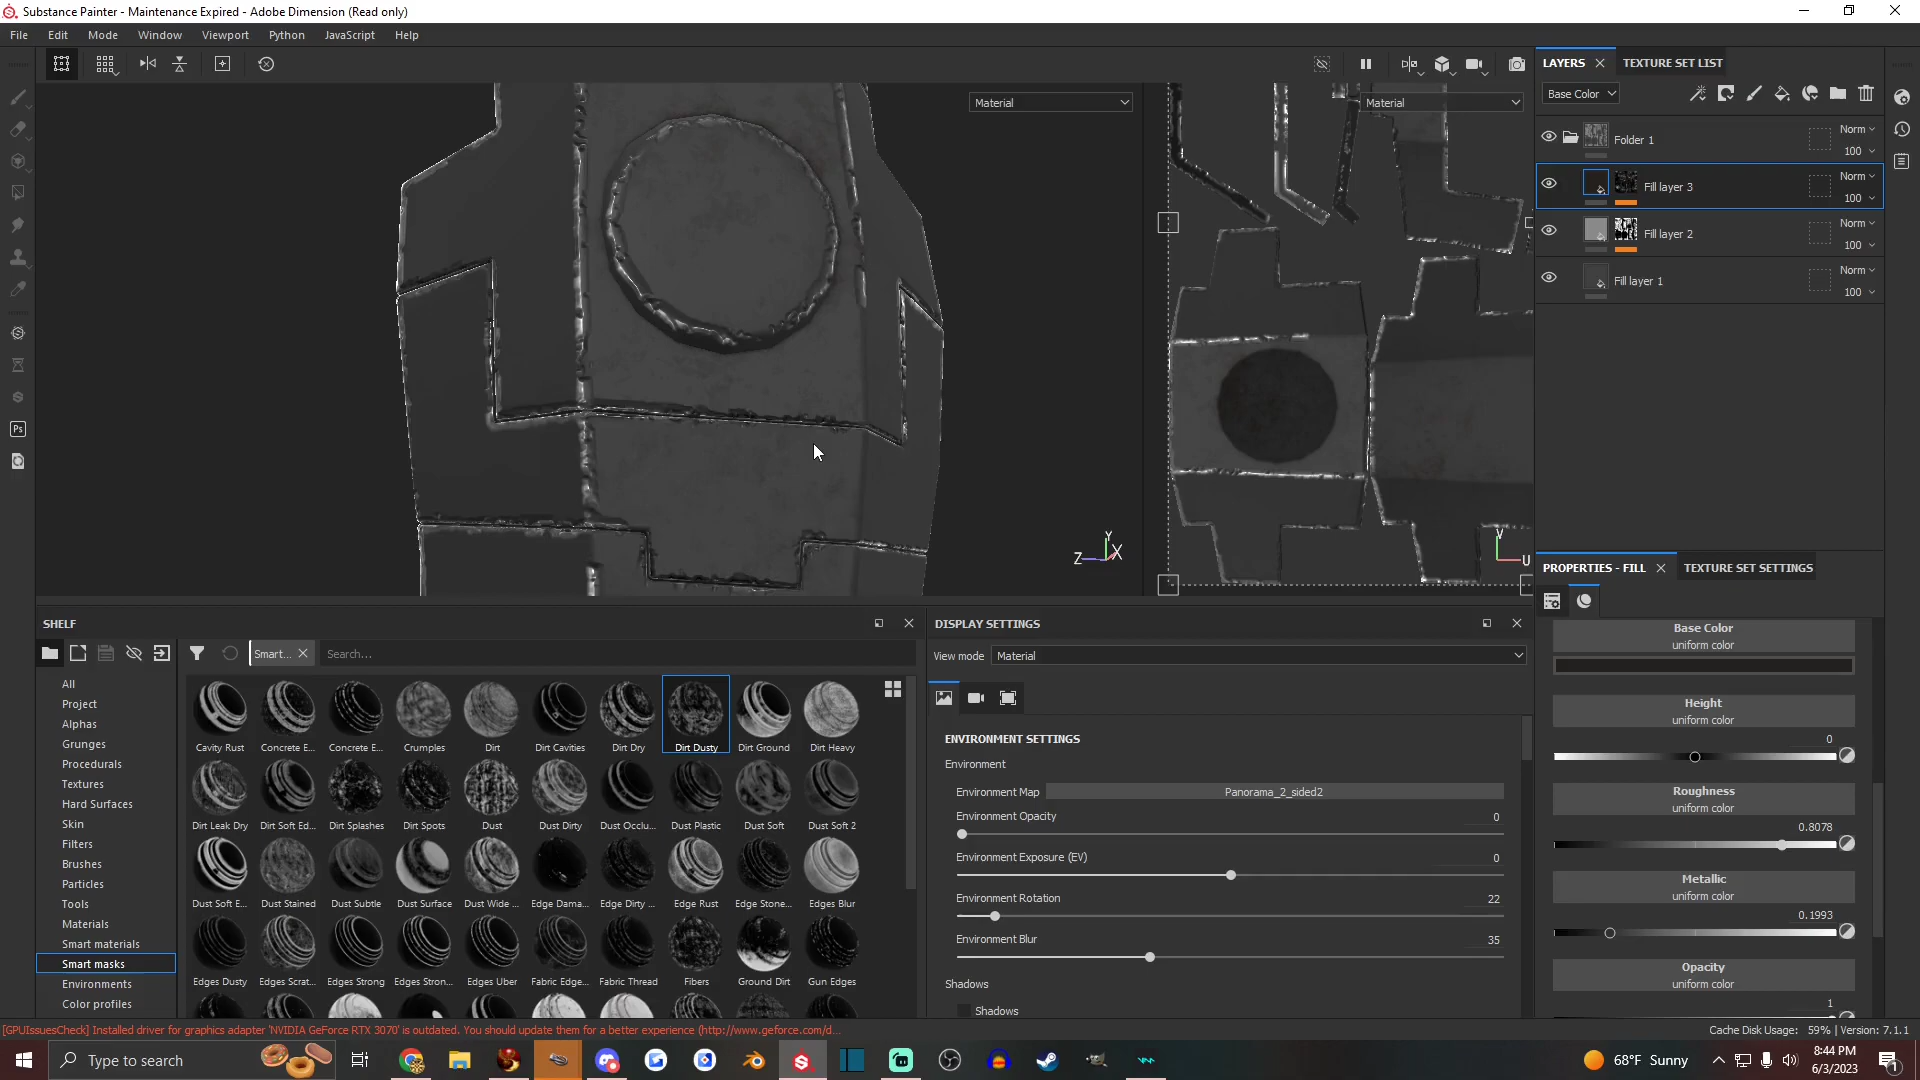 Substance Painter - Maintenance Expired - Adobe Dimension (Read only)
File Edit Mode Window Viewport Python JavaScript Help
Material
Material
LAYERS TEXTURE SET LIST
Base Color
Folder 1 Norm 100
Fill layer 3 Norm 100
Fill layer 2 Norm 100
Fill layer 1 Norm 100
Y
Z X
V
U
PROPERTIES - FILL TEXTURE SET SETTINGS
Base Color
uniform color
Height
uniform color
0
Roughness
uniform color
0.8078
Metallic
uniform color
0.1993
Opacity
uniform color
1
SHELF
Smart...
Search...
All
Project
Alphas
Grunges
Procedurals
Textures
Hard Surfaces
Skin
Filters
Brushes
Particles
Tools
Materials
Smart materials
Smart masks
Environments
Color profiles
Cavity Rust Concrete E... Concrete E... Crumples Dirt Dirt Cavities Dirt Dry Dirt Dusty Dirt Ground Dirt Heavy
Dirt Leak Dry Dirt Soft Ed... Dirt Splashes Dirt Spots Dust Dust Dirty Dust Occlu... Dust Plastic Dust Soft Dust Soft 2
Dust Soft E... Dust Stained Dust Subtle Dust Surface Dust Wide ... Edge Dama... Edge Dirty ... Edge Rust Edge Stone... Edges Blur
Edges Dusty Edges Scrat... Edges Strong Edges Stron... Edges Uber Fabric Edge... Fabric Thread Fibers Ground Dirt Gun Edges
DISPLAY SETTINGS
View mode Material
ENVIRONMENT SETTINGS
Environment
Environment Map Panorama_2_sided2
Environment Opacity 0
Environment Exposure (EV) 0
Environment Rotation 22
Environment Blur 35
Shadows
Shadows
[GPUIssuesCheck] Installed driver for graphics adapter 'NVIDIA GeForce RTX 3070' is outdated. You should update them for a better experience (http://www.geforce.com/d...
Cache Disk Usage: 59% | Version: 7.1.1
Ps
Type to search
68°F Sunny
8:44 PM
6/3/2023
1